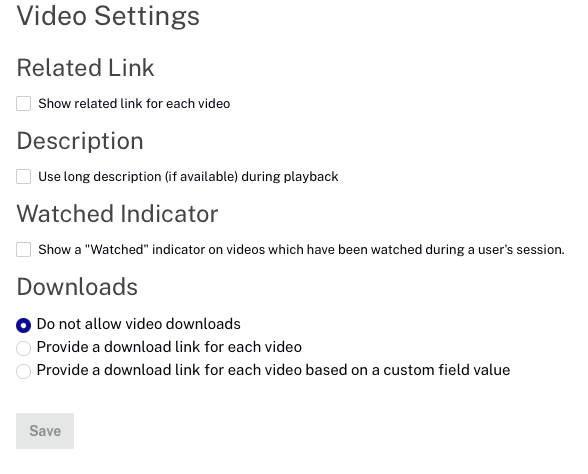 Video Settings
Related Link
Show related link for each video
Description
Use long description (if available) during playback
Watched Indicator
Show a "Watched" indicator on videos which have been watched during a user's session.
Downloads
Do not allow video downloads
Provide a download link for each video
Provide a download link for each video based on a custom field value
Save